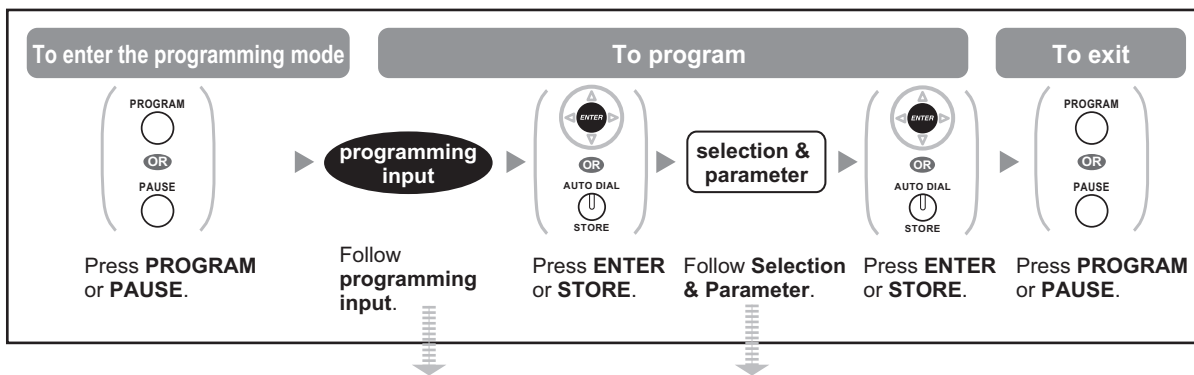 To enter the programming mode
To program
To exit
PROGRAM
OR
PAUSE
programming
input
ENTER
OR
AUTO DIAL
STORE
selection &
parameter
ENTER
OR
AUTO DIAL
STORE
PROGRAM
OR
PAUSE
Press PROGRAM
or PAUSE.
Follow
programming
input.
Press ENTER
or STORE.
Follow Selection
& Parameter.
Press ENTER
or STORE.
Press PROGRAM
or PAUSE.